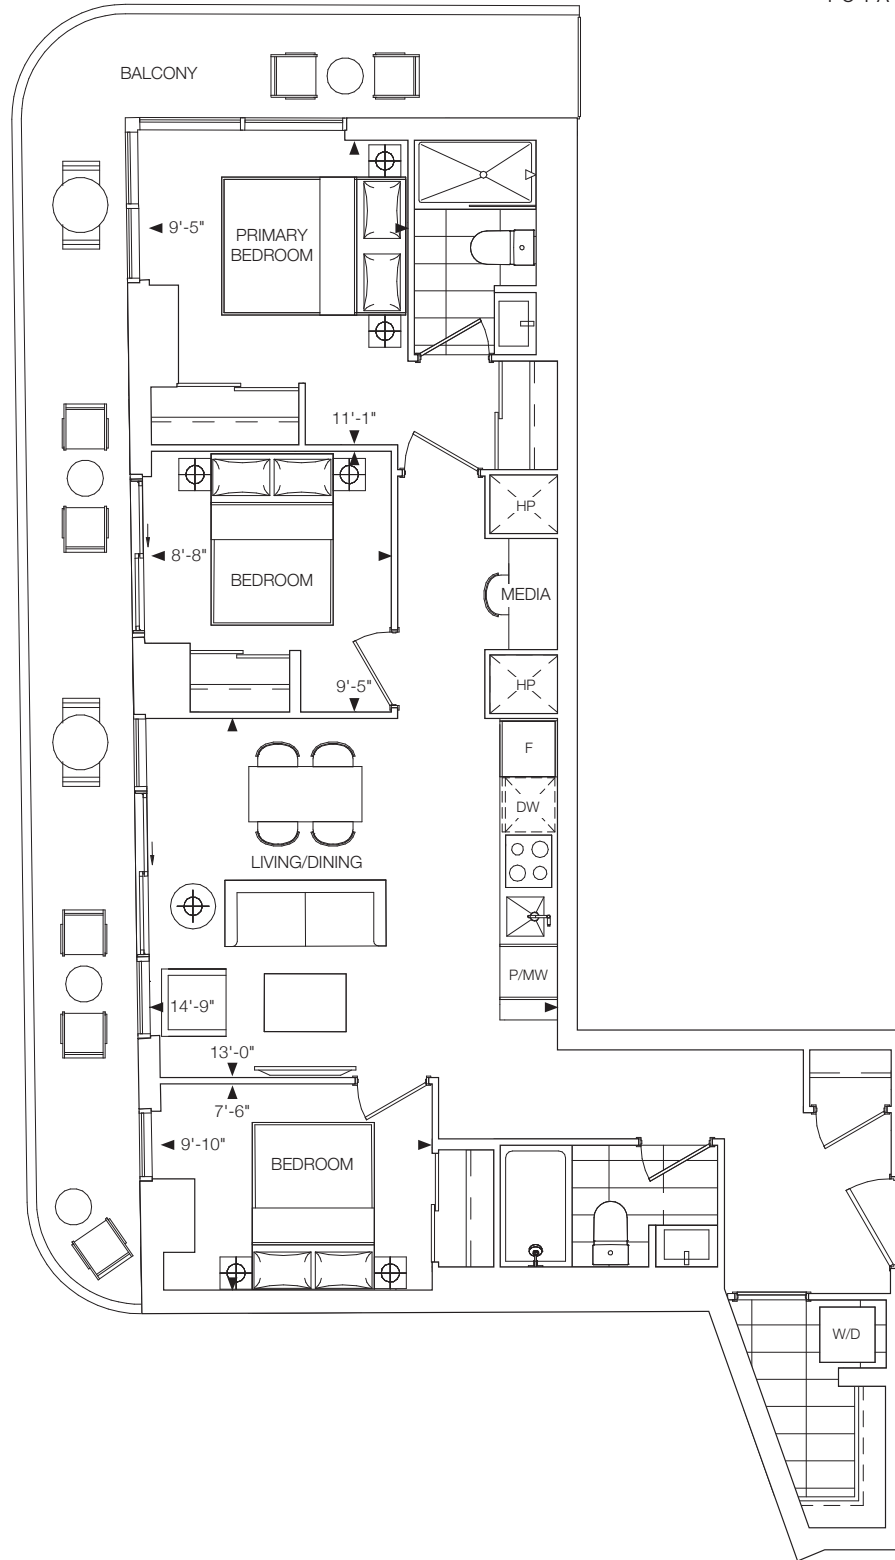 BALCONY
9'-5"
PRIMARY
BEDROOM
11'-1"
HP
8'-8"
BEDROOM
MEDIA
9'-5"
HP
F
DW
LIVING/DINING
P/MW
14'-9"
13'-0"
7'-6"
9'-10"
BEDROOM
W/D